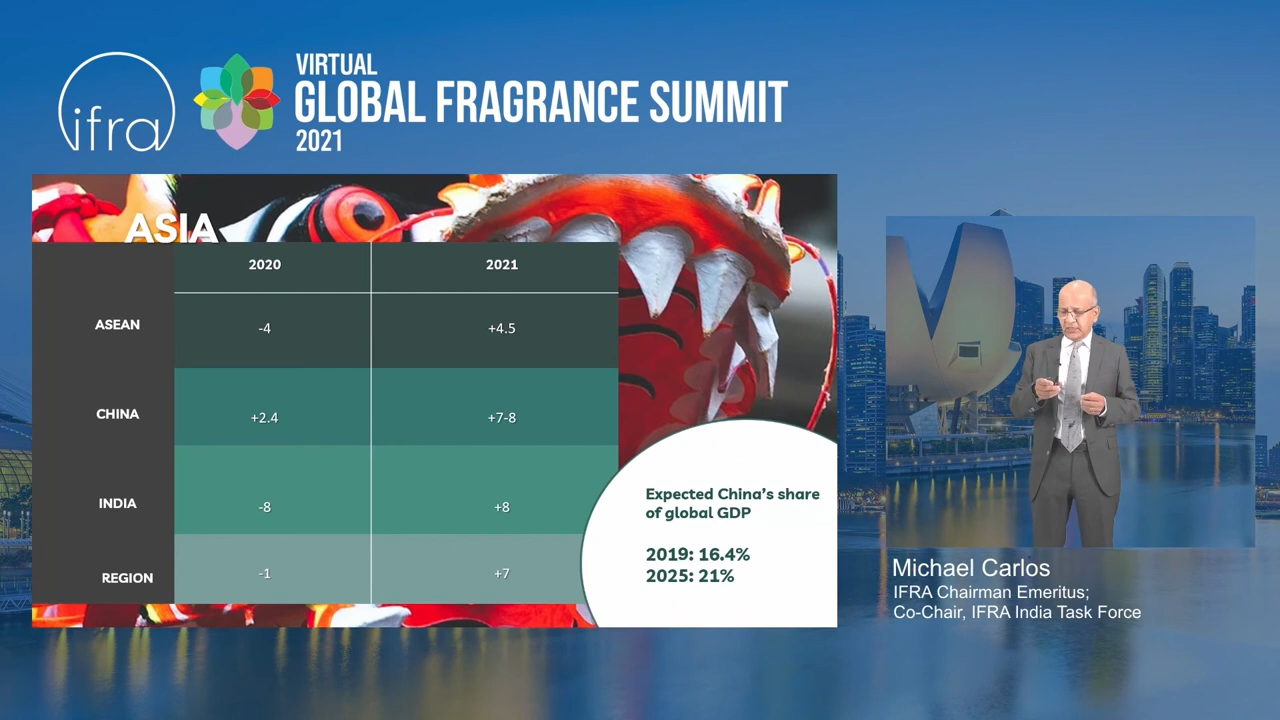 ifra
VIRTUAL
GLOBAL FRAGRANCE SUMMIT
2021
ASIA
2020 2021
ASEAN -4 +4.5
CHINA +2.4 +7-8
INDIA -8 +8
REGION -1 +7
Expected China's share
of global GDP
2019: 16.4%
2025: 21%
Michael Carlos
IFRA Chairman Emeritus;
Co-Chair, IFRA India Task Force